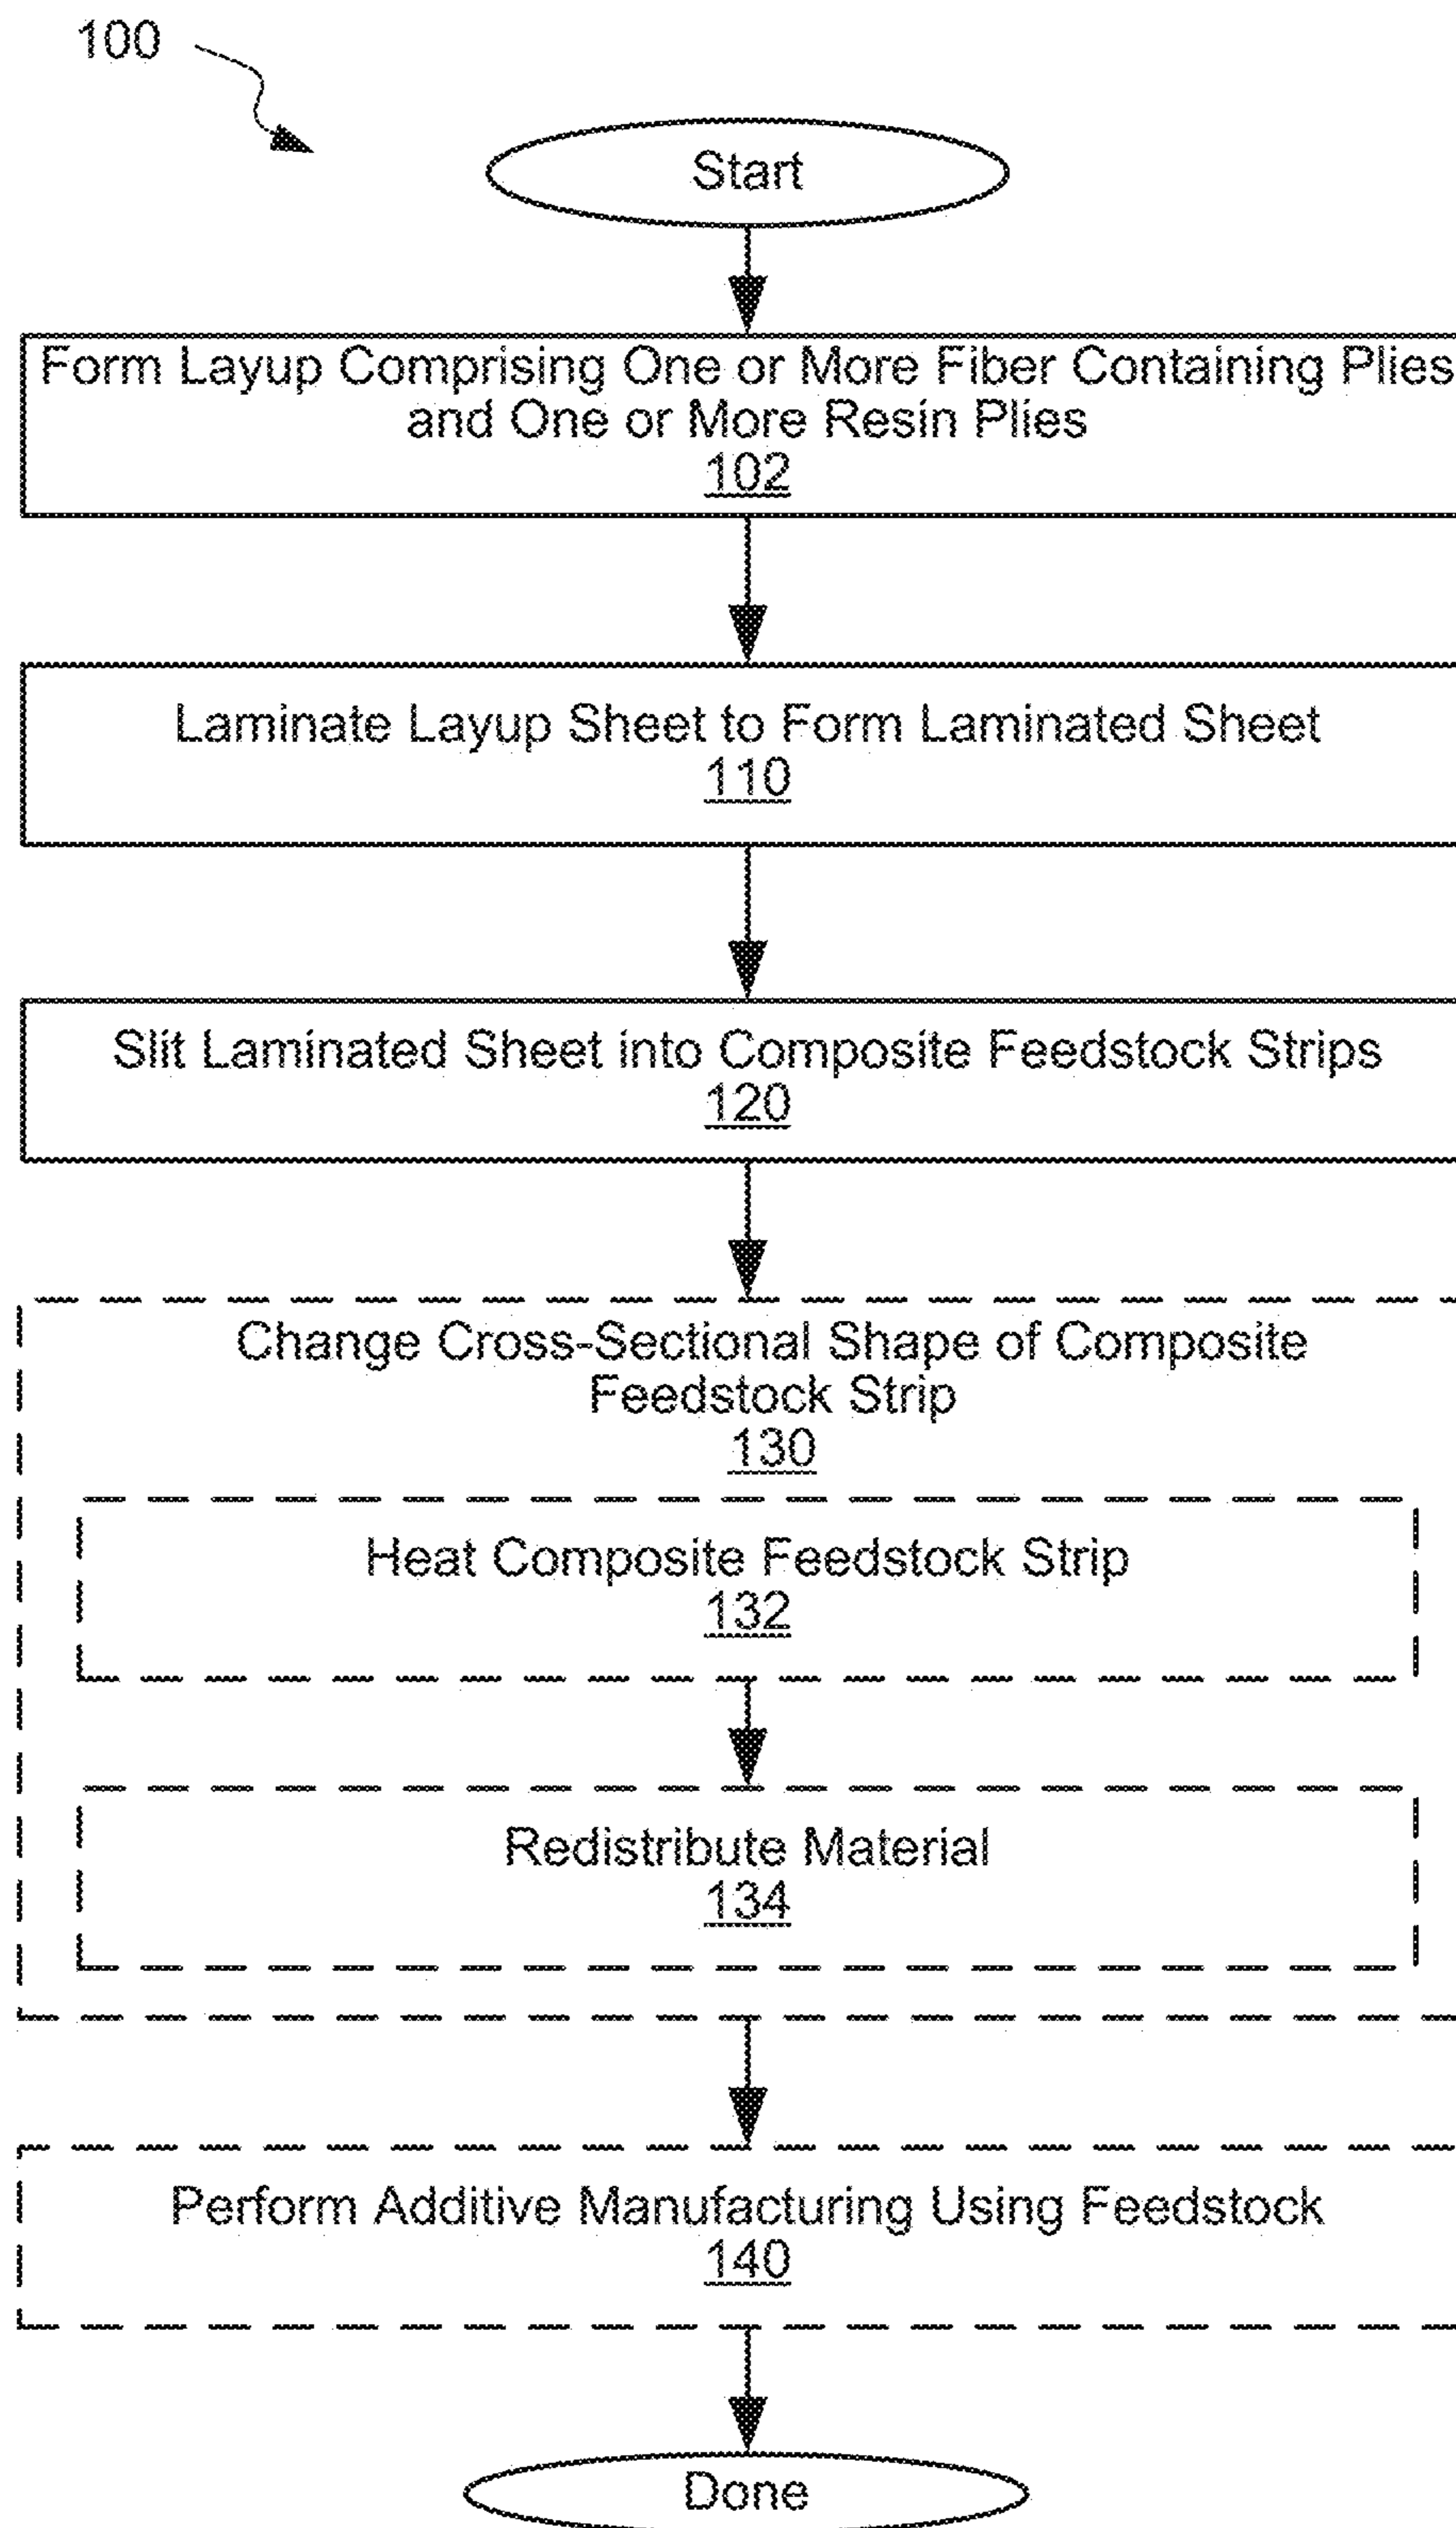 100
Start
Form Layup Comprising One or More Fiber Containing Plies
and One or More Resin Plies
102
Laminate Layup Sheet to Form Laminated Sheet
110
Slit Laminated Sheet into Composite Feedstock Strips
120
Change Cross-Sectional Shape of Composite
Feedstock Strip
130
Heat Composite Feedstock Strip
132
Redistribute Material
134
Perform Additive Manufacturing Using Feedstock
140
Done